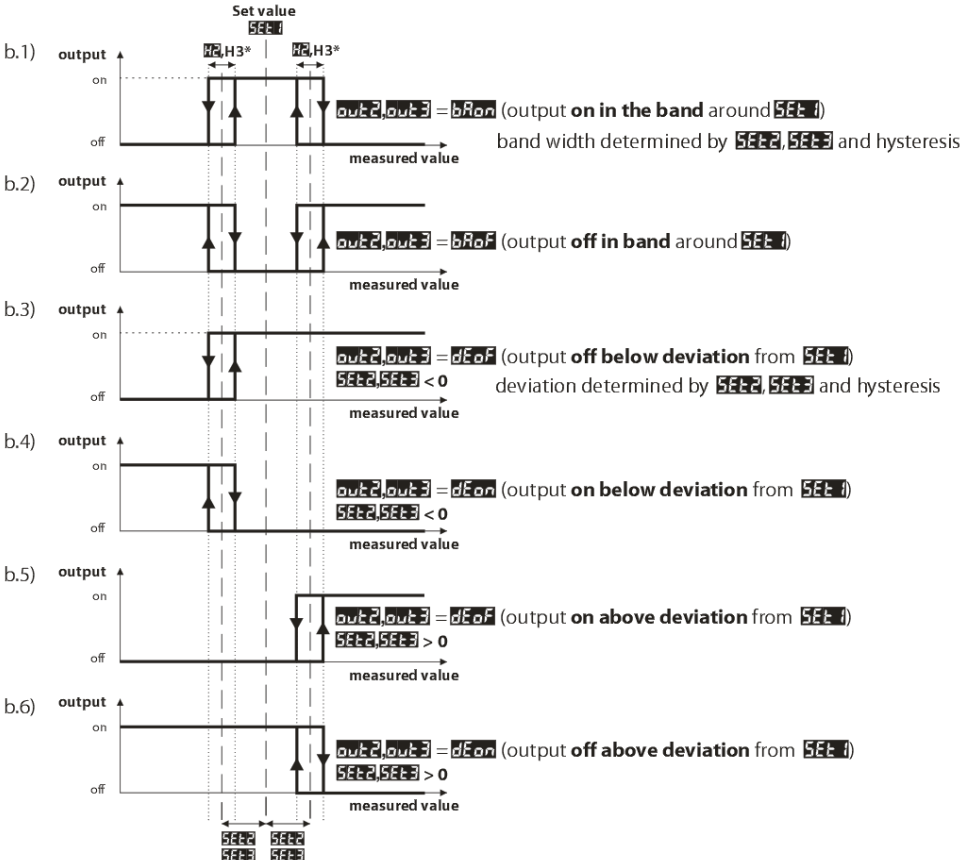 Set value
SEt1
H2,H3* H2,H3*
b.1) output
on
off
measured value
out2,out3 = bAon (output on in the band around SEt1)
band width determined by SEt2,SEt3 and hysteresis
b.2) output
on
off
measured value
out2,out3 = bAoF (output off in band around SEt1)
b.3) output
on
off
measured value
out2,out3 = dEoF (output off below deviation from SEt1)
SEt2,SEt3 < 0 deviation determined by SEt2,SEt3 and hysteresis
b.4) output
on
off
measured value
out2,out3 = dEon (output on below deviation from SEt1)
SEt2,SEt3 < 0
b.5) output
on
off
measured value
out2,out3 = dEoF (output on above deviation from SEt1)
SEt2,SEt3 > 0
b.6) output
on
off
measured value
out2,out3 = dEon (output off above deviation from SEt1)
SEt2,SEt3 > 0
SEt2 SEt2
SEt3 SEt3